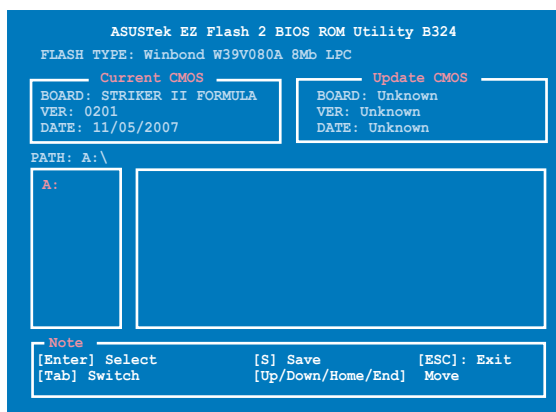 ASUSTek EZ Flash 2 BIOS ROM Utility B324
FLASH TYPE: Winbond W39V080A 8Mb LPC
Current CMOS
BOARD: STRIKER II FORMULA
VER: 0201
DATE: 11/05/2007
Update CMOS
BOARD: Unknown
VER: Unknown
DATE: Unknown
PATH: A:\
A:
Note
[Enter] Select [S] Save [ESC]: Exit
[Tab] Switch [Up/Down/Home/End] Move